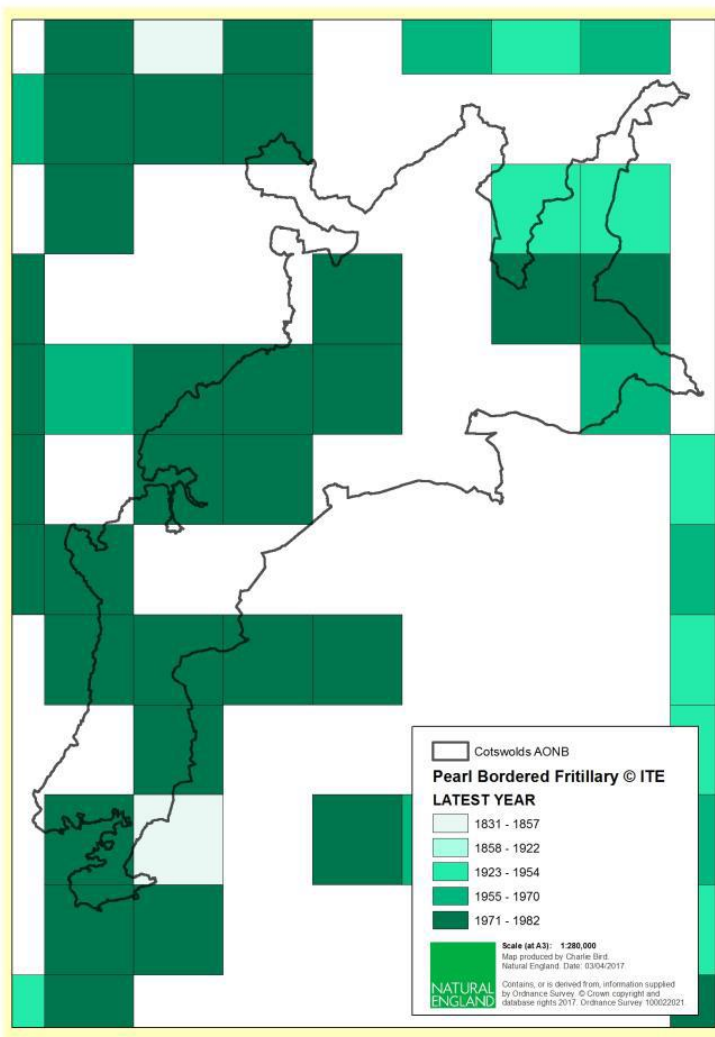 Cotswolds AONB
Pearl Bordered Fritillary © ITE
LATEST YEAR
1831 - 1857
1858 - 1922
1923 - 1954
1955 - 1970
1971 - 1982
Scale (at A3): 1:280,000
Map produced by Charlie Bird.
Natural England. Date: 03/04/2017.
Contains, or is derived from, information supplied
by Ordnance Survey. © Crown copyright and
database rights 2017. Ordnance Survey 100022021.
NATURAL
ENGLAND